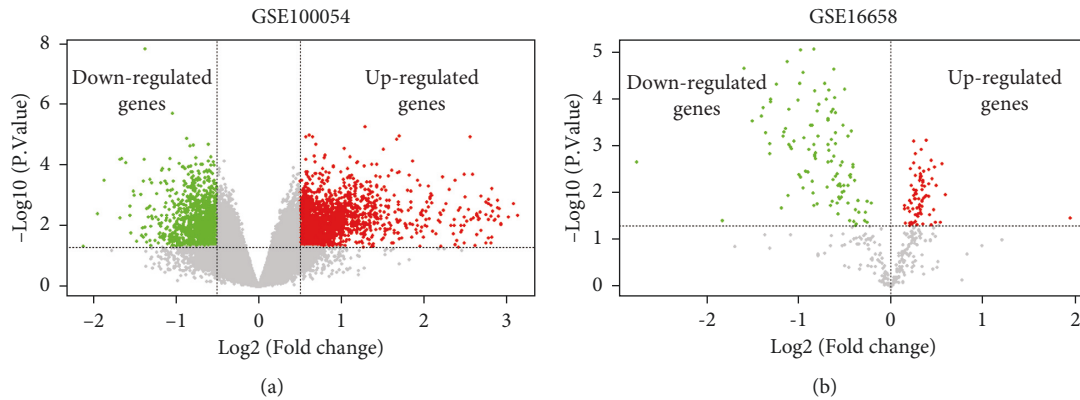 GSE100054
8
6
4
2
0
−Log10 (P.Value)
Down-regulated
genes
Up-regulated
genes
−2
−1
0
1
2
3
Log2 (Fold change)
(a)
GSE16658
5
4
3
2
1
0
−Log10 (P.Value)
Down-regulated
genes
Up-regulated
genes
-2
-1
0
1
2
Log2 (Fold change)
(b)